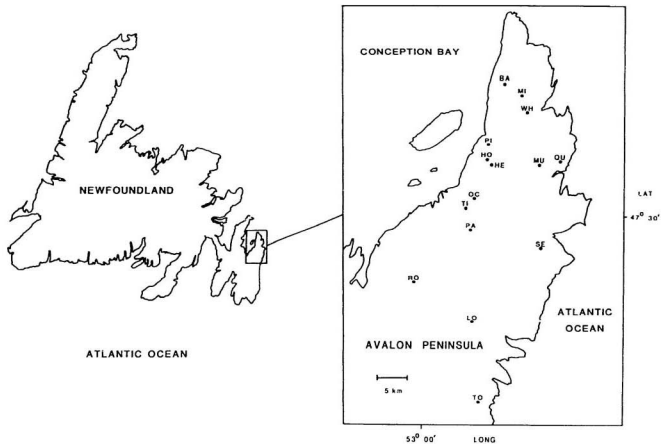 CONCEPTION BAY
BA
MI
WH
PI
HO
HE
MU
QU
OC
TI
PA
SE
RO
LO
TO
LAT
47° 30'
NEWFOUNDLAND
ATLANTIC OCEAN
ATLANTIC
OCEAN
AVALON PENINSULA
5 km
53° 00'
LONG